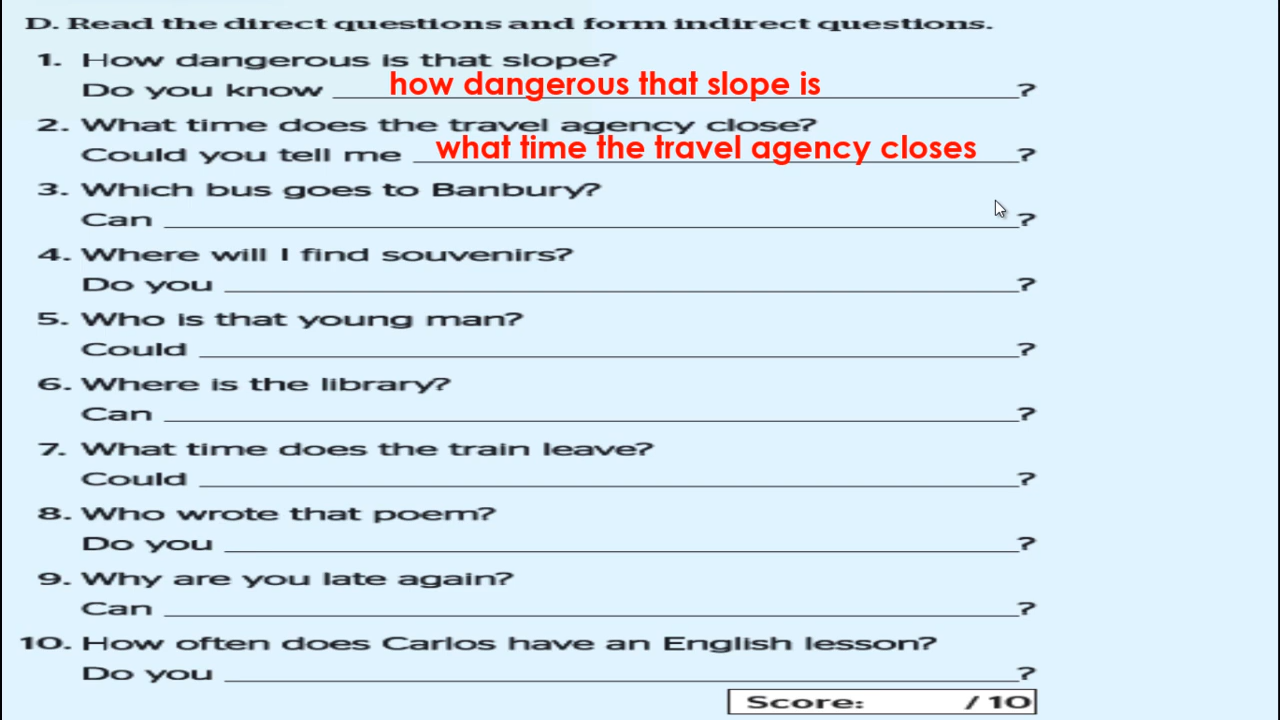 D. Read the direct questions and form indirect questions.
1. How dangerous is that slope?
Do you know how dangerous that slope is ?
2. What time does the travel agency close?
Could you tell me what time the travel agency closes ?
3. Which bus goes to Banbury?
Can ?
4. Where will I find souvenirs?
Do you ?
5. Who is that young man?
Could ?
6. Where is the library?
Can ?
7. What time does the train leave?
Could ?
8. Who wrote that poem?
Do you ?
9. Why are you late again?
Can ?
10. How often does Carlos have an English lesson?
Do you ?
Score: / 10